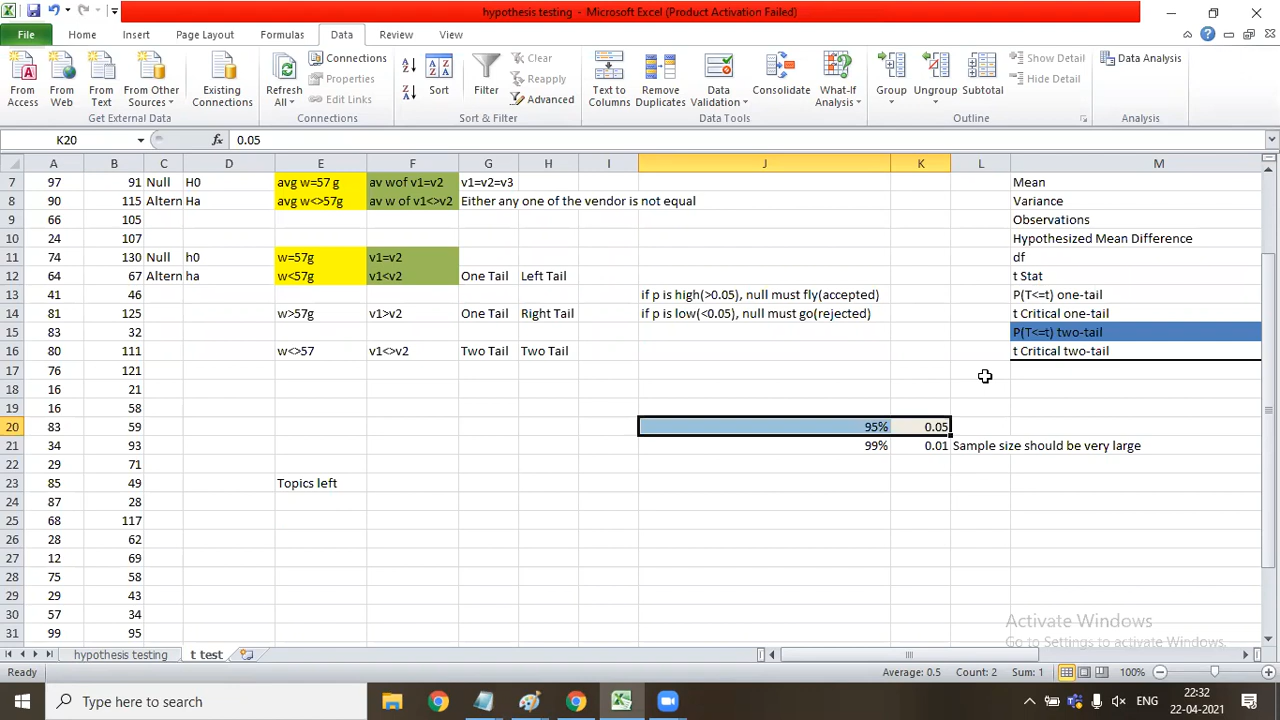 hypothesis testing - Microsoft Excel (Product Activation Failed)
File Home Insert Page Layout Formulas Data Review View
From Access
From Web
From Text
From Other Sources
Existing Connections
Get External Data
Refresh All
Connections
Properties
Edit Links
Connections
Sort
Filter
Clear
Reapply
Advanced
Sort & Filter
Text to Columns
Remove Duplicates
Data Validation
Consolidate
What-If Analysis
Data Tools
Group
Ungroup
Subtotal
Show Detail
Hide Detail
Outline
Data Analysis
Analysis
K20 fx 0.05
A B C D E F G H I J K L M
7 97 91 Null H0 avg w=57 g av wof v1=v2 v1=v2=v3 Mean
8 90 115 Altern Ha avg w<>57g av w of v1<>v2 Either any one of the vendor is not equal Variance
9 66 105 Observations
10 24 107 Hypothesized Mean Difference
11 74 130 Null h0 w=57g v1=v2 df
12 64 67 Altern ha w<57g v1<v2 One Tail Left Tail t Stat
13 41 46 if p is high(>0.05), null must fly(accepted) P(T<=t) one-tail
14 81 125 w>57g v1>v2 One Tail Right Tail if p is low(<0.05), null must go(rejected) t Critical one-tail
15 83 32 P(T<=t) two-tail
16 80 111 w<>57 v1<>v2 Two Tail Two Tail t Critical two-tail
17 76 121
18 16 21
19 16 58
20 83 59 95% 0.05
21 34 93 99% 0.01 Sample size should be very large
22 29 71
23 85 49 Topics left
24 87 28
25 68 117
26 28 62
27 12 69
28 75 58
29 29 43
30 57 34
31 99 95
Activate Windows
Go to Settings to activate Windows.
hypothesis testing t test
Ready Average: 0.5 Count: 2 Sum: 1 100%
Type here to search
ENG
22:32
22-04-2021